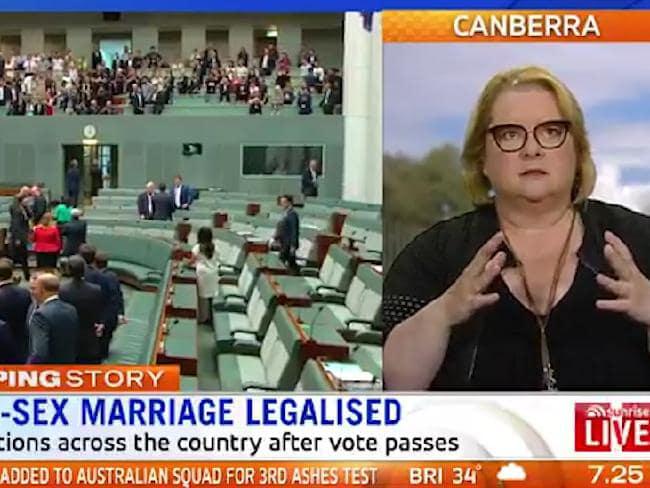 CANBERRA
PING STORY
-SEX MARRIAGE LEGALISED
tions across the country after vote passes
sunrise
LIVE
ADDED TO AUSTRALIAN SQUAD FOR 3RD ASHES TEST BRI 34° 7.25